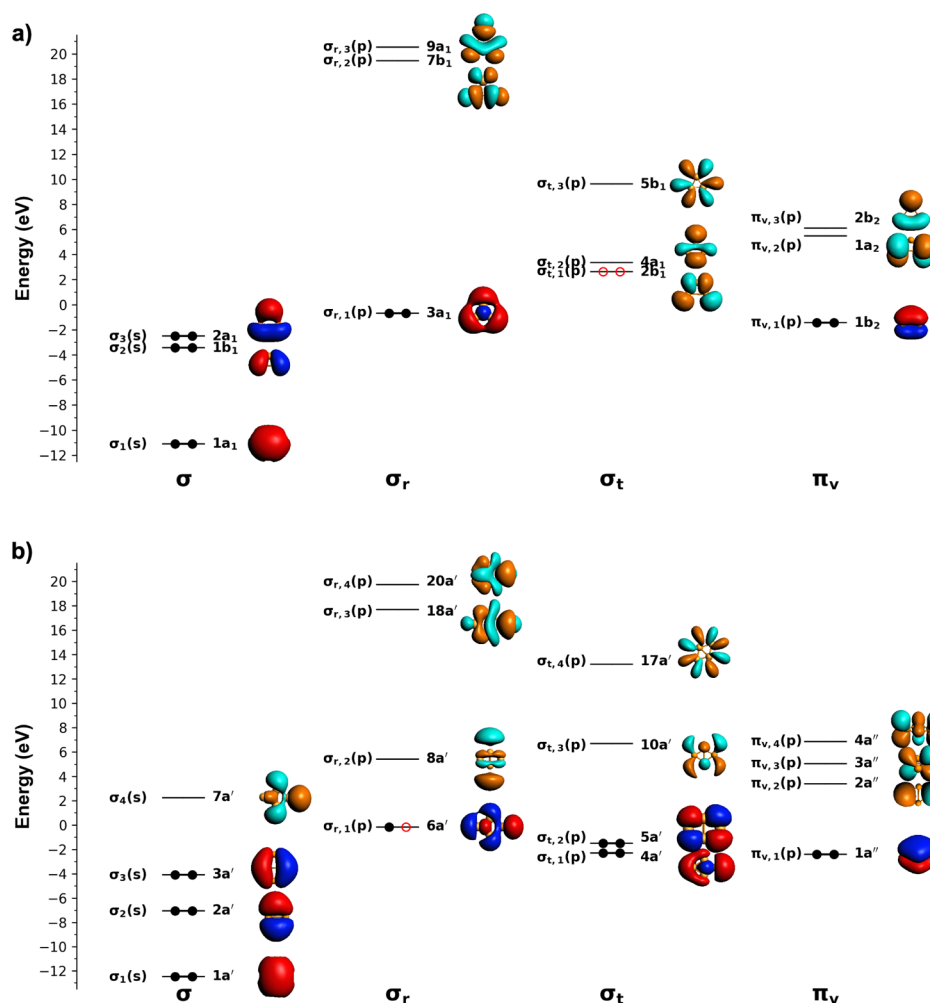 a)
Energy (eV)
20
18
16
14
12
10
8
6
4
2
0
−2
−4
−6
−8
−10
−12
σr,3(p) 9a1
σr,2(p) 7b1
σt,3(p) 5b1
πv,3(p) 2b2
πv,2(p) 1a2
σt,2(p) 4a1
σt,1(p) 2b1
σr,1(p) 3a1
πv,1(p) 1b2
σ3(s) 2a1
σ2(s) 1b1
σ1(s) 1a1
σ σr σt πv
b)
Energy (eV)
20
18
16
14
12
10
8
6
4
2
0
−2
−4
−6
−8
−10
−12
σr,4(p) 20a′
σr,3(p) 18a′
σt,4(p) 17a′
σt,3(p) 10a′
πv,4(p) 4a″
σr,2(p) 8a′
πv,3(p) 3a″
πv,2(p) 2a″
σ4(s) 7a′
σr,1(p) 6a′
σt,2(p) 5a′
σt,1(p) 4a′
πv,1(p) 1a″
σ3(s) 3a′
σ2(s) 2a′
σ1(s) 1a′
σ σr σt πv